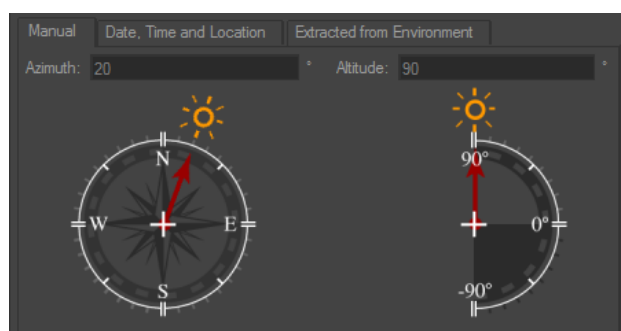 Manual Date, Time and Location Extracted from Environment
Azimuth: 20 ° Altitude: 90 °
N 90°
W E 0°
S -90°